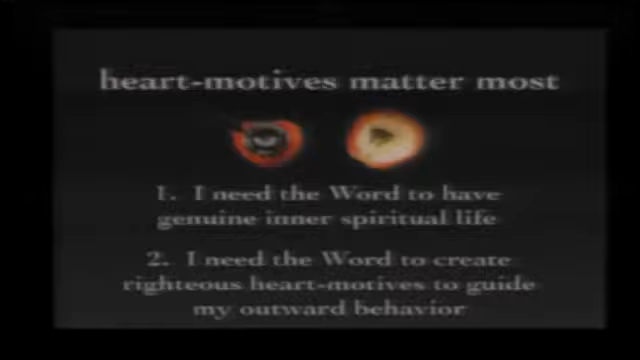 heart-motives matter most
1. I need the Word to have
genuine inner spiritual life
2. I need the Word to create
righteous heart-motives to guide
my outward behavior